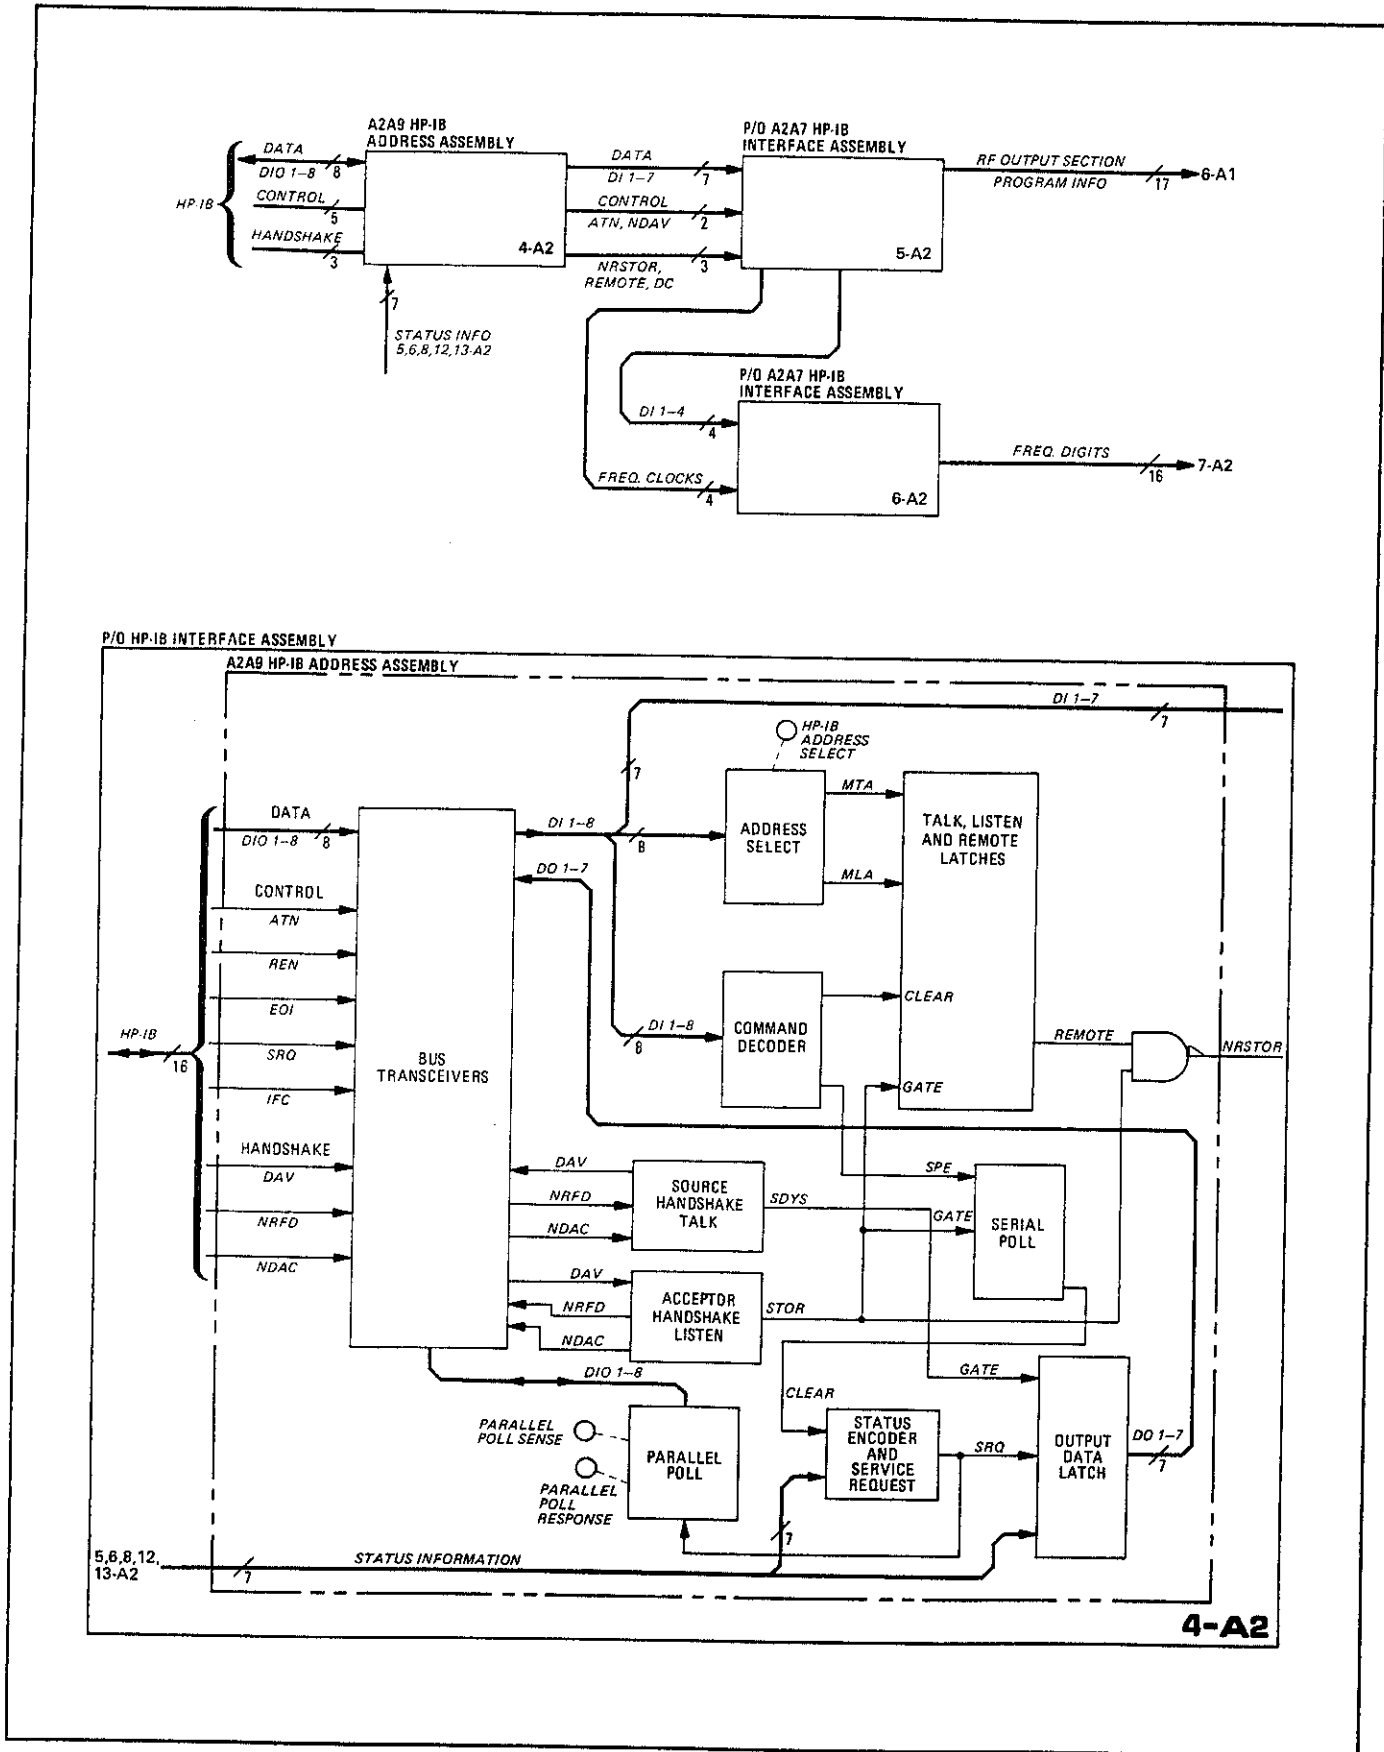 A2A9 HP-IB
ADDRESS ASSEMBLY
P/O A2A7 HP-IB
INTERFACE ASSEMBLY
HP-IB
DATA
DIO 1–8
8
CONTROL
5
HANDSHAKE
3
4-A2
DATA
DI 1–7
7
CONTROL
ATN, NDAV
2
NRSTOR,
REMOTE, DC
3
5-A2
RF OUTPUT SECTION
PROGRAM INFO
17
6-A1
7
STATUS INFO
5,6,8,12,13-A2
P/O A2A7 HP-IB
INTERFACE ASSEMBLY
DI 1–4
4
FREQ. CLOCKS
4
6-A2
FREQ. DIGITS
16
7-A2
P/O HP-IB INTERFACE ASSEMBLY
A2A9 HP-IB ADDRESS ASSEMBLY
DI 1–7
7
HP-IB
ADDRESS
SELECT
7
DATA
DIO 1–8
8
CONTROL
ATN
REN
EOI
SRQ
IFC
HANDSHAKE
DAV
NRFD
NDAC
HP-IB
16
BUS
TRANSCEIVERS
DI 1–8
8
DO 1–7
ADDRESS
SELECT
MTA
MLA
TALK, LISTEN
AND REMOTE
LATCHES
CLEAR
GATE
DI 1–8
8
COMMAND
DECODER
REMOTE
NRSTOR
DAV
NRFD
NDAC
SOURCE
HANDSHAKE
TALK
SDYS
SPE
GATE
SERIAL
POLL
DAV
NRFD
NDAC
ACCEPTOR
HANDSHAKE
LISTEN
STOR
DIO 1–8
PARALLEL
POLL SENSE
PARALLEL
POLL
RESPONSE
PARALLEL
POLL
CLEAR
STATUS
ENCODER
AND
SERVICE
REQUEST
SRQ
GATE
OUTPUT
DATA
LATCH
DO 1–7
7
7
5,6,8,12,
13-A2
7
STATUS INFORMATION
4-A2